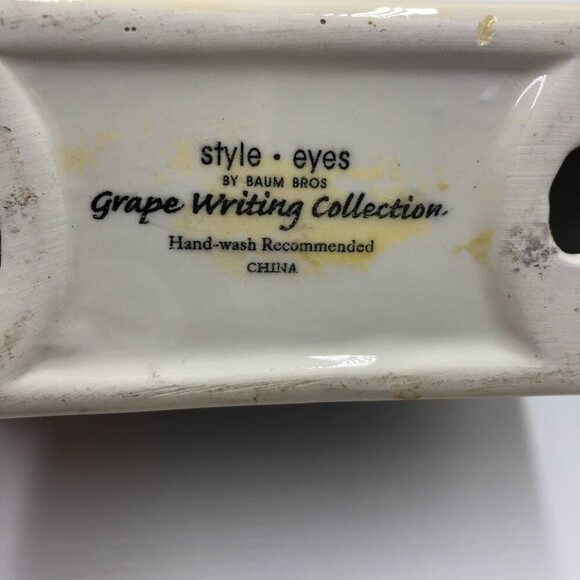 style • eyes
BY BAUM BROS
Grape Writing Collection
Hand-wash Recommended
CHINA